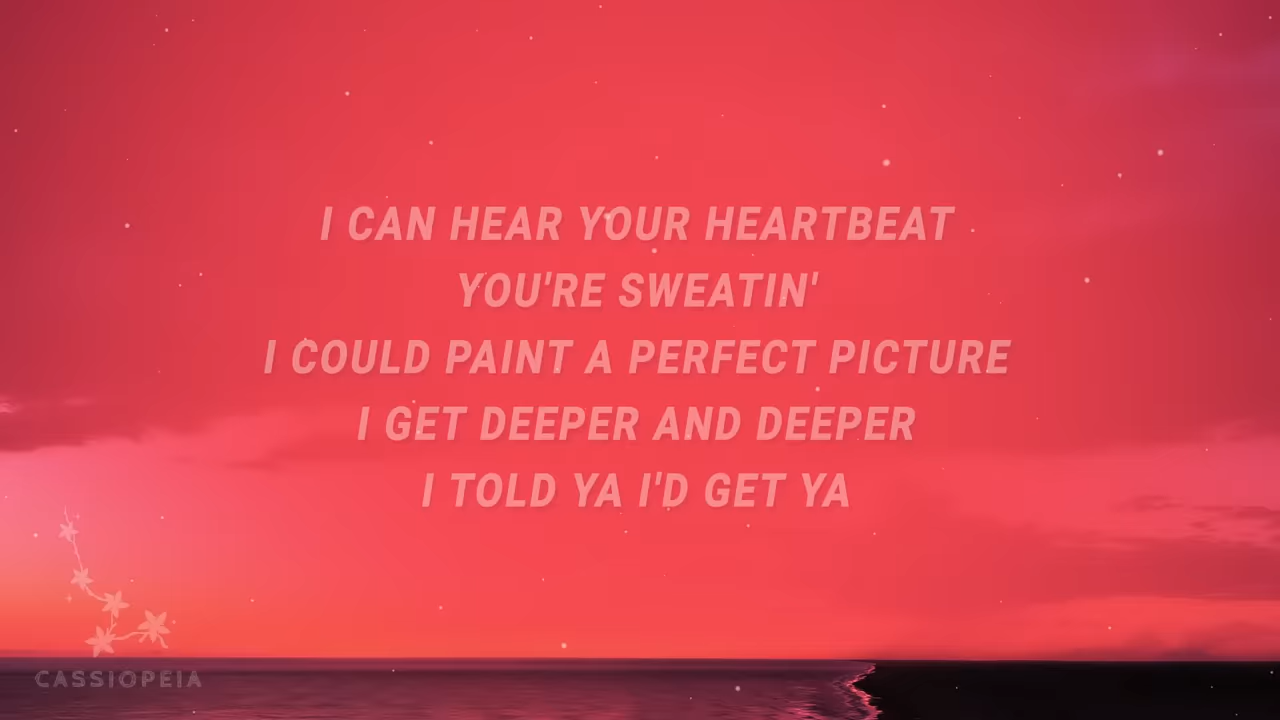 I CAN HEAR YOUR HEARTBEAT
YOU'RE SWEATIN'
I COULD PAINT A PERFECT PICTURE
I GET DEEPER AND DEEPER
I TOLD YA I'D GET YA
CASSIOPEIA